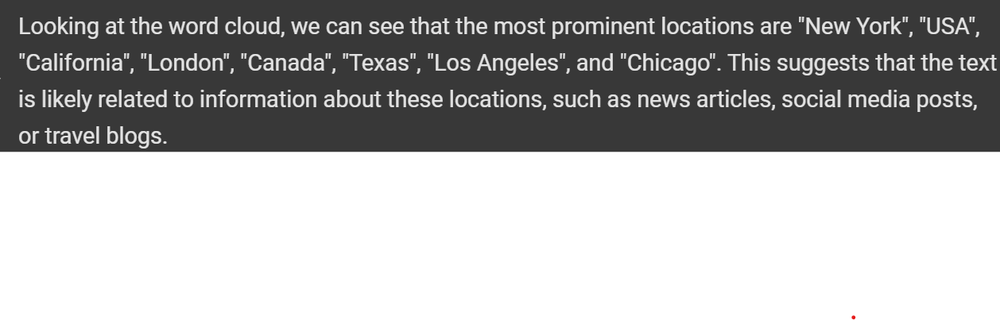 Looking at the word cloud, we can see that the most prominent locations are "New York", "USA",
"California", "London", "Canada", "Texas", "Los Angeles", and "Chicago". This suggests that the text
is likely related to information about these locations, such as news articles, social media posts,
or travel blogs.